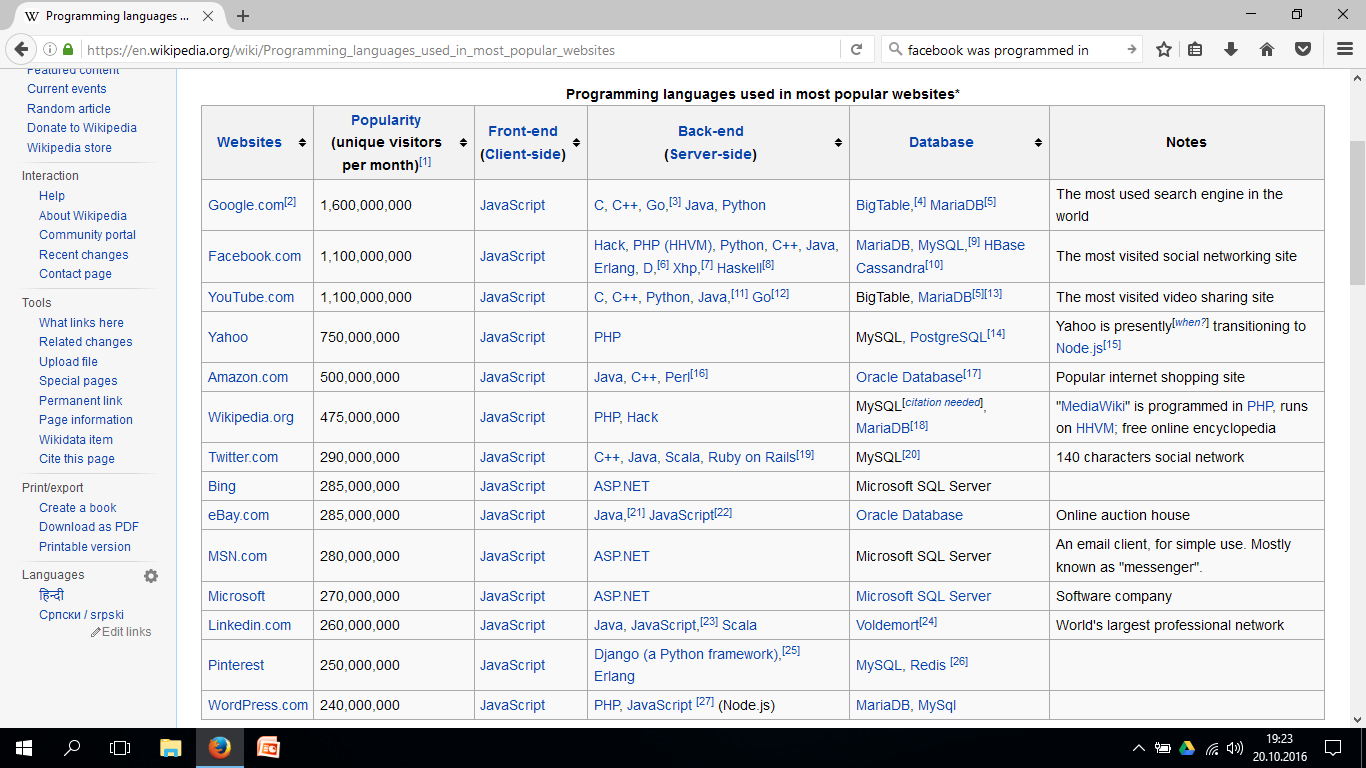 Programming languages ...
https://en.wikipedia.org/wiki/Programming_languages_used_in_most_popular_websites
facebook was programmed in
Featured content
Current events
Random article
Donate to Wikipedia
Wikipedia store
Interaction
Help
About Wikipedia
Community portal
Recent changes
Contact page
Tools
What links here
Related changes
Upload file
Special pages
Permanent link
Page information
Wikidata item
Cite this page
Print/export
Create a book
Download as PDF
Printable version
Languages
हिन्दी
Српски / srpski
Edit links
Programming languages used in most popular websites*
Websites
Popularity
(unique visitors
per month)[1]
Front-end
(Client-side)
Back-end
(Server-side)
Database
Notes
Google.com[2]
1,600,000,000
JavaScript
C, C++, Go,[3] Java, Python
BigTable,[4] MariaDB[5]
The most used search engine in the
world
Facebook.com
1,100,000,000
JavaScript
Hack, PHP (HHVM), Python, C++, Java,
Erlang, D,[6] Xhp,[7] Haskell[8]
MariaDB, MySQL,[9] HBase
Cassandra[10]
The most visited social networking site
YouTube.com
1,100,000,000
JavaScript
C, C++, Python, Java,[11] Go[12]
BigTable, MariaDB[5][13]
The most visited video sharing site
Yahoo
750,000,000
JavaScript
PHP
MySQL, PostgreSQL[14]
Yahoo is presently[when?] transitioning to
Node.js[15]
Amazon.com
500,000,000
JavaScript
Java, C++, Perl[16]
Oracle Database[17]
Popular internet shopping site
Wikipedia.org
475,000,000
JavaScript
PHP, Hack
MySQL[citation needed],
MariaDB[18]
"MediaWiki" is programmed in PHP, runs
on HHVM; free online encyclopedia
Twitter.com
290,000,000
JavaScript
C++, Java, Scala, Ruby on Rails[19]
MySQL[20]
140 characters social network
Bing
285,000,000
JavaScript
ASP.NET
Microsoft SQL Server
eBay.com
285,000,000
JavaScript
Java,[21] JavaScript[22]
Oracle Database
Online auction house
MSN.com
280,000,000
JavaScript
ASP.NET
Microsoft SQL Server
An email client, for simple use. Mostly
known as "messenger".
Microsoft
270,000,000
JavaScript
ASP.NET
Microsoft SQL Server
Software company
Linkedin.com
260,000,000
JavaScript
Java, JavaScript,[23] Scala
Voldemort[24]
World's largest professional network
Pinterest
250,000,000
JavaScript
Django (a Python framework),[25]
Erlang
MySQL, Redis [26]
WordPress.com
240,000,000
JavaScript
PHP, JavaScript [27] (Node.js)
MariaDB, MySql
19:23
20.10.2016